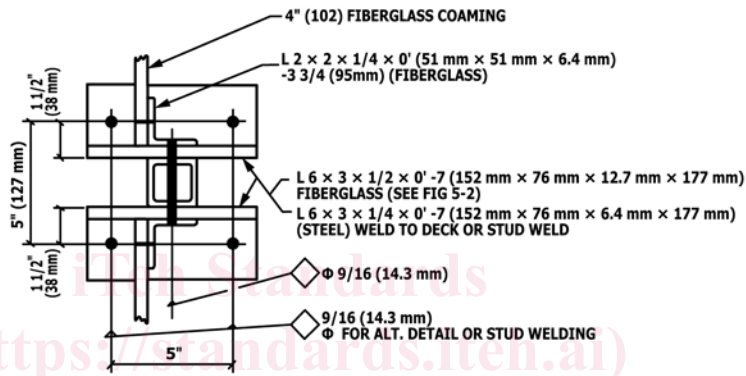 4" (102) FIBERGLASS COAMING
L 2 × 2 × 1/4 × 0' (51 mm × 51 mm × 6.4 mm)
-3 3/4 (95mm) (FIBERGLASS)
1 1/2"
(38 mm)
5" (127 mm)
L 6 × 3 × 1/2 × 0' -7 (152 mm × 76 mm × 12.7 mm × 177 mm)
FIBERGLASS (SEE FIG 5-2)
L 6 × 3 × 1/4 × 0' -7 (152 mm × 76 mm × 6.4 mm × 177 mm)
(STEEL) WELD TO DECK OR STUD WELD
1 1/2"
(38 mm)
Φ 9/16 (14.3 mm)
iTeh Standards
9/16 (14.3 mm)
Φ FOR ALT. DETAIL OR STUD WELDING
5"
ttps://standards.iteh.ai)